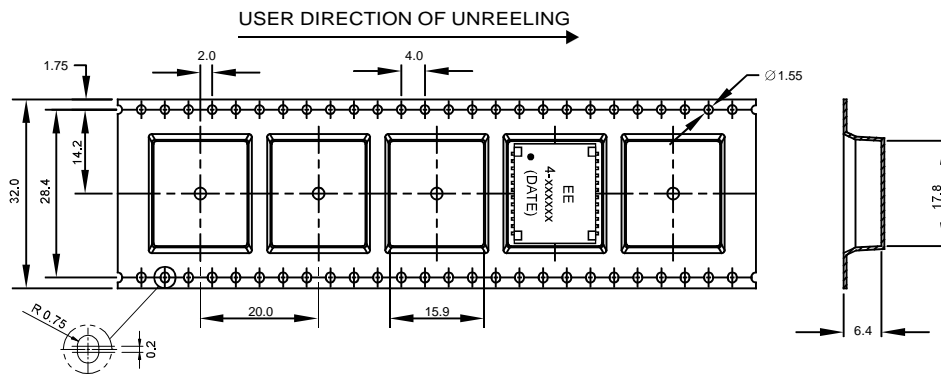 USER DIRECTION OF UNREELING
2.0
4.0
1.75
Ø1.55
14.2
32.0
28.4
17.8
EE
4-xxxxxx
(DATE)
20.0
15.9
6.4
R 0.75
0.2